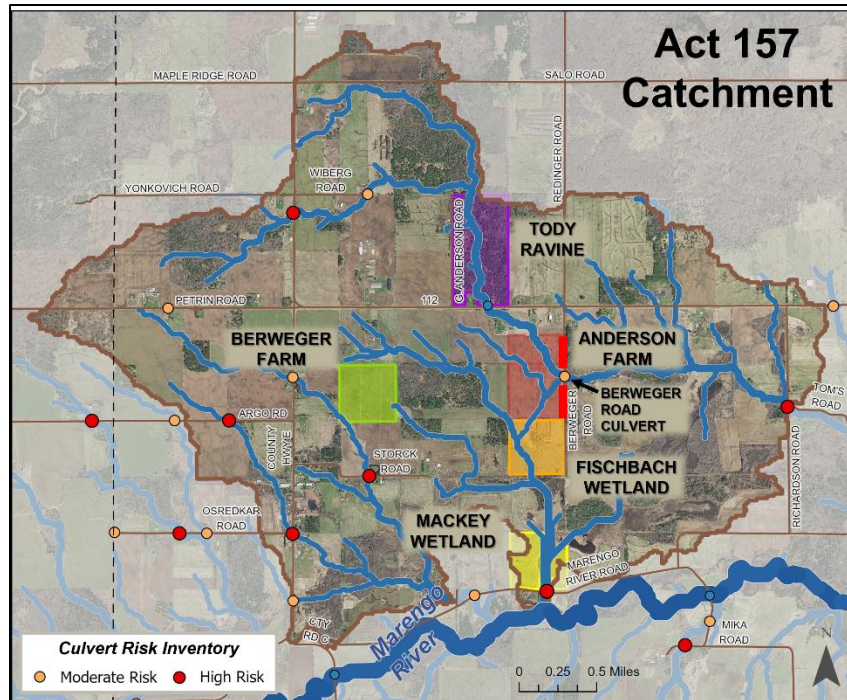 Act 157
Catchment
MAPLE RIDGE ROAD
SALO ROAD
REDINGER ROAD
WIBERG
ROAD
YONKOVICH ROAD
G. ANDERSON ROAD
TODY
RAVINE
PETRIN ROAD
112
BERWEGER
FARM
ANDERSON
FARM
BERWEGER
ROAD
CULVERT
BERWEGER
ROAD
TOM'S
ROAD
ARGO RD
COUNTY
HWY E
STORCK
ROAD
FISCHBACH
WETLAND
RICHARDSON ROAD
OSREDKAR
ROAD
MACKEY
WETLAND
MARENGO
RIVER ROAD
CTY
RD C
Marengo
River
MIKA
ROAD
Culvert Risk Inventory
Moderate Risk
High Risk
0 0.25 0.5 Miles
N